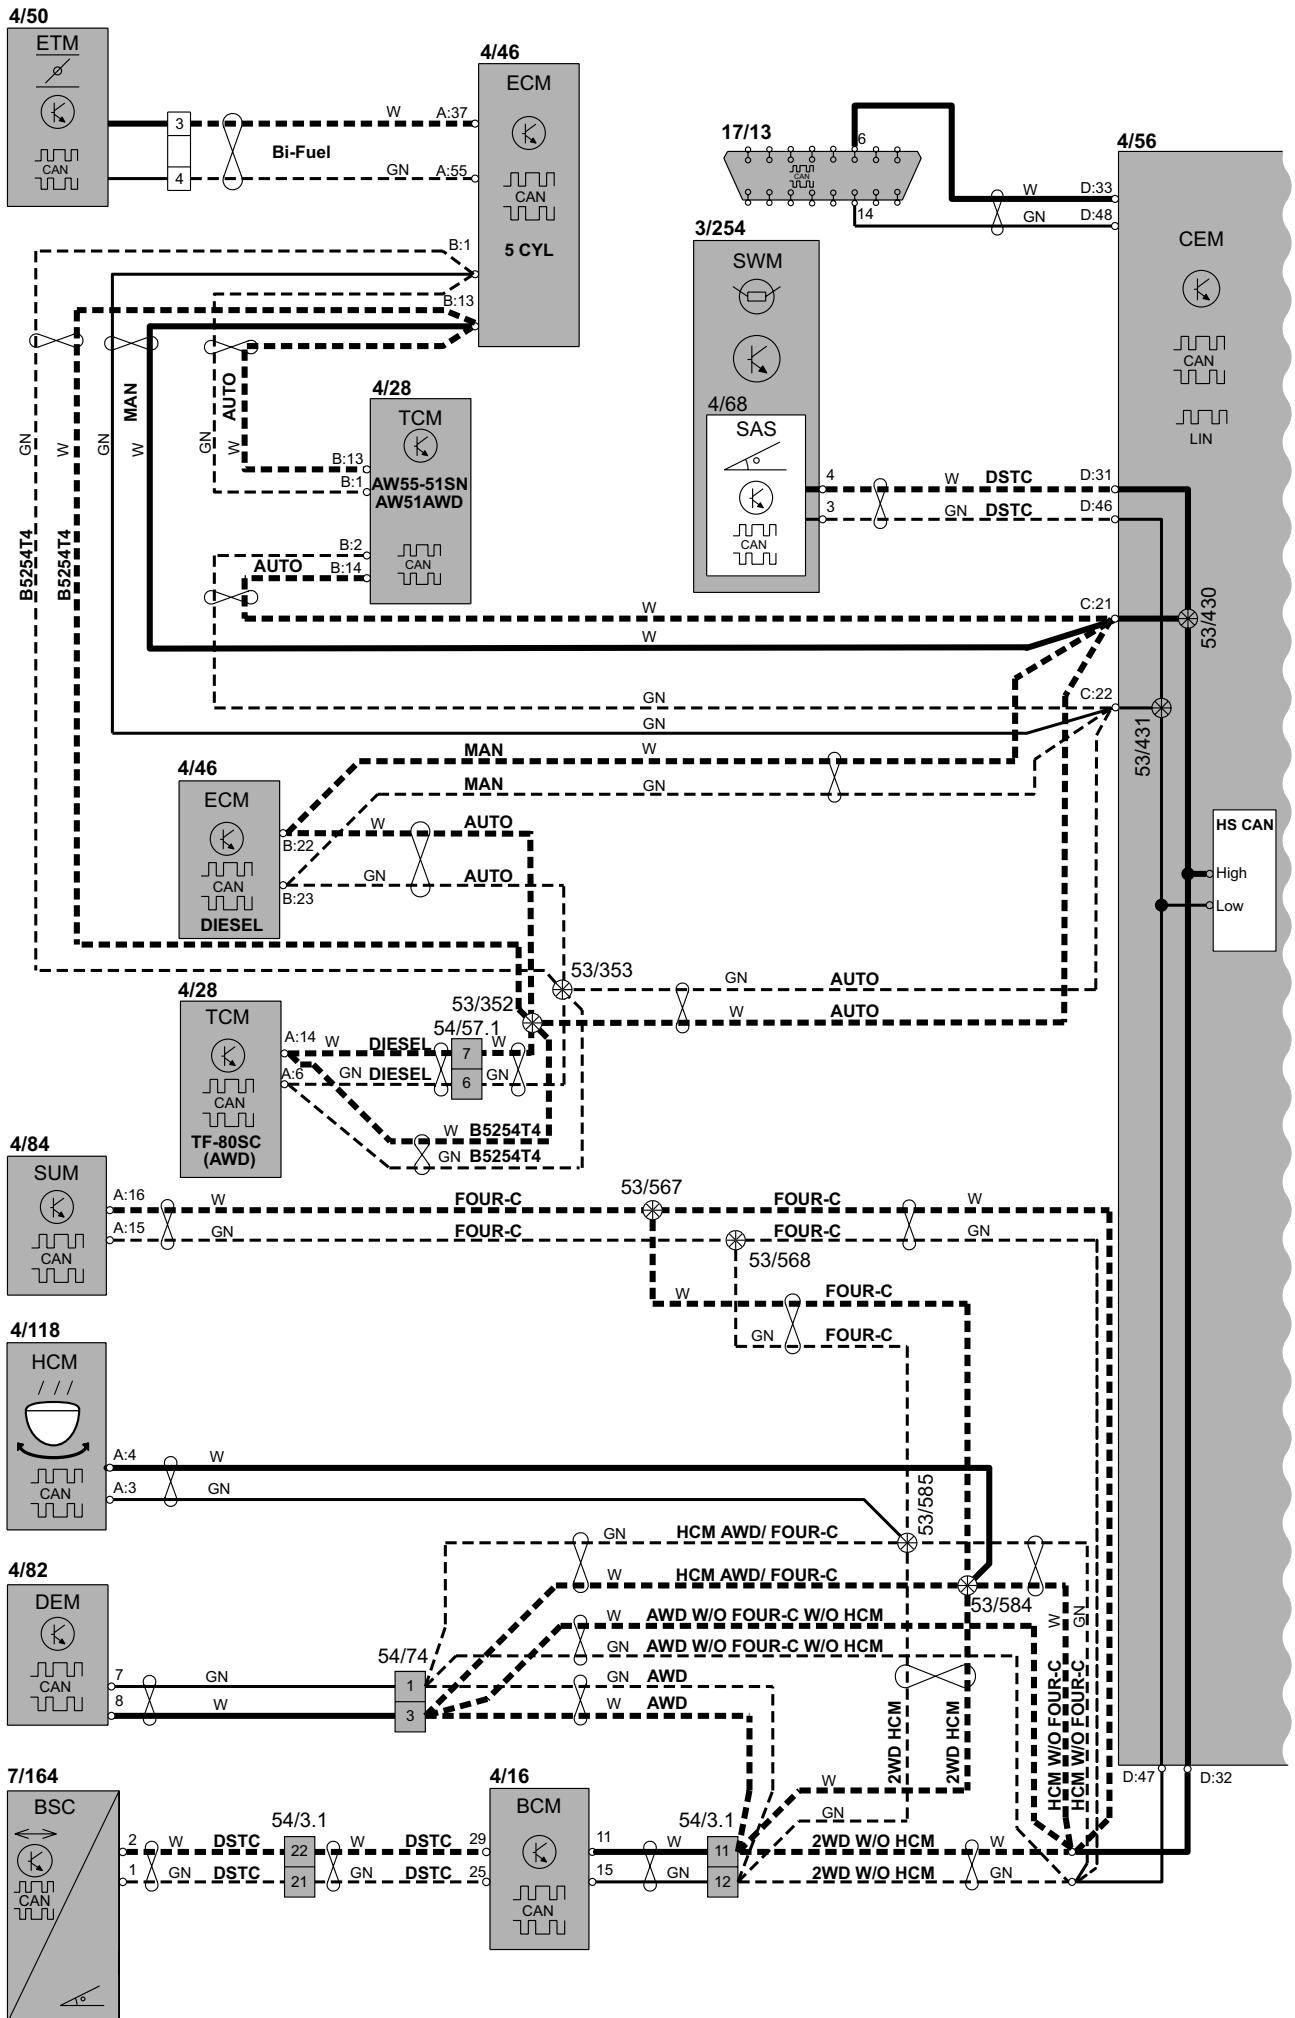 4/50
ETM
CAN
3
4
W
A:37
Bi-Fuel
GN
A:55
4/46
ECM
CAN
5 CYL
B:1
B:13
17/13
CAN
6
14
W
D:33
GN
D:48
4/56
CEM
CAN
LIN
3/254
SWM
4/68
SAS
CAN
4
W
DSTC
D:31
3
GN
DSTC
D:46
4/28
TCM
B:13
B:1
AW55-51SN
AW51AWD
B:2
B:14
CAN
AUTO
GN
W
MAN
GN
W
AUTO
GN
W
B5254T4
B5254T4
W
C:21
W
53/430
GN
C:22
GN
53/431
MAN
W
MAN
GN
4/46
ECM
CAN
DIESEL
B:22
W
AUTO
B:23
GN
AUTO
HS CAN
High
Low
53/353
GN
AUTO
53/352
W
AUTO
4/28
TCM
CAN
TF-80SC
(AWD)
A:14
W
DIESEL
54/57.1
7
W
A:6
GN
DIESEL
6
GN
W
B5254T4
GN
B5254T4
4/84
SUM
CAN
A:16
W
FOUR-C
53/567
FOUR-C
W
A:15
GN
FOUR-C
53/568
FOUR-C
GN
W
FOUR-C
GN
FOUR-C
4/118
HCM
CAN
A:4
W
A:3
GN
53/585
GN
HCM AWD/ FOUR-C
W
HCM AWD/ FOUR-C
53/584
4/82
DEM
CAN
7
GN
8
W
54/74
1
3
W
AWD W/O FOUR-C W/O HCM
GN
AWD W/O FOUR-C W/O HCM
GN
AWD
W
AWD
2WD HCM
2WD HCM
W
GN
HCM W/O FOUR-C
HCM W/O FOUR-C
D:47
D:32
7/164
BSC
CAN
2
W
DSTC
1
GN
DSTC
54/3.1
22
21
W
DSTC
29
GN
DSTC
25
4/16
BCM
CAN
11
W
15
GN
54/3.1
11
12
W
GN
2WD W/O HCM
W
2WD W/O HCM
GN